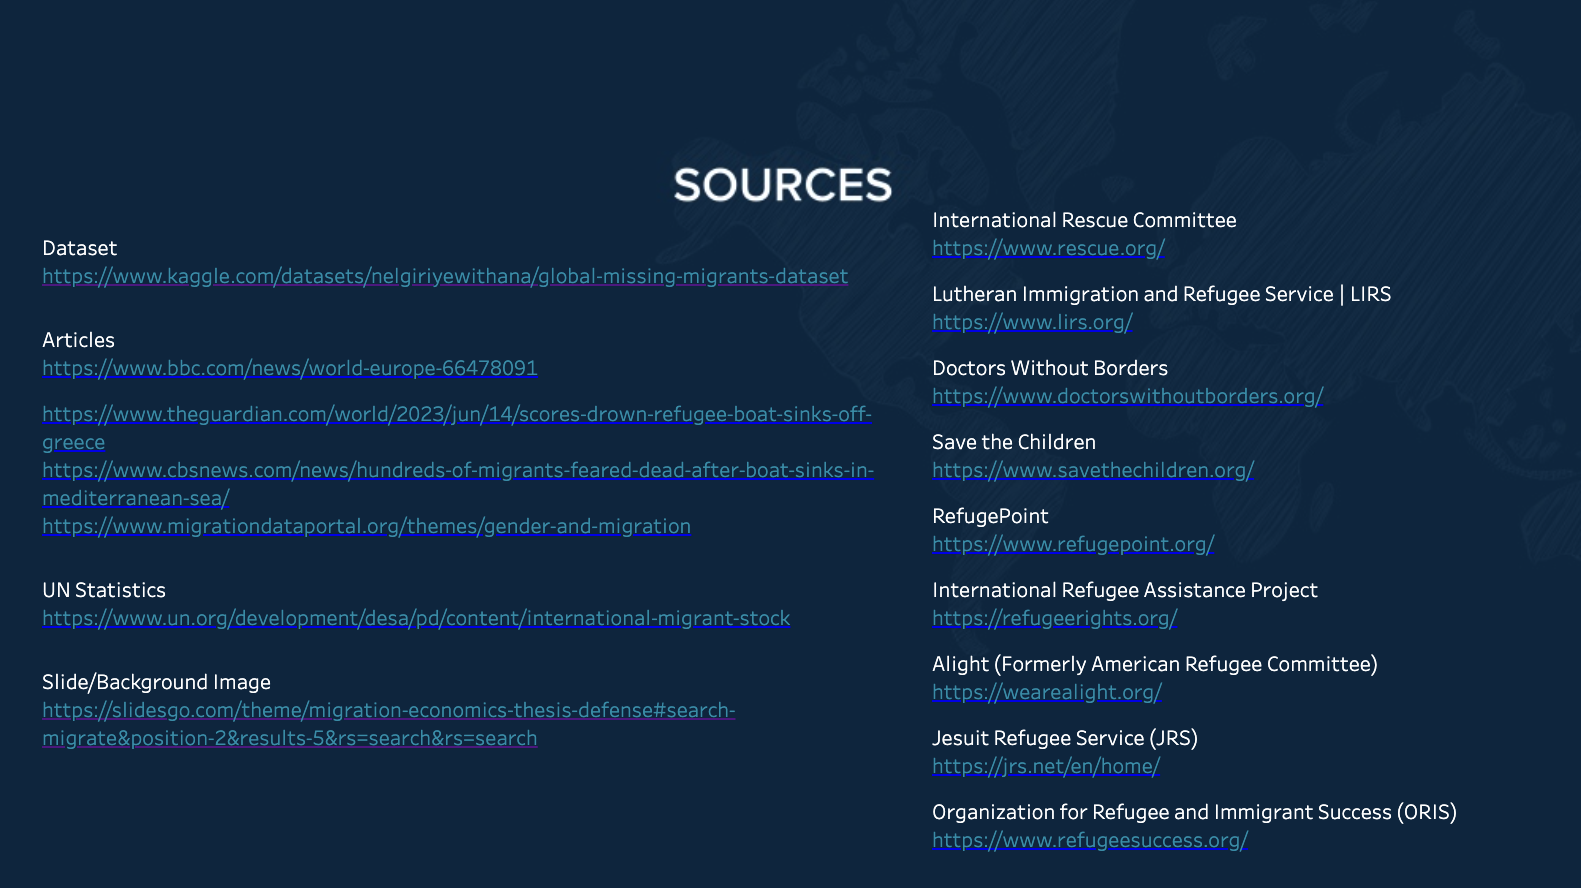 SOURCES
Dataset
https://www.kaggle.com/datasets/nelgiriyewithana/global-missing-migrants-dataset
Articles
https://www.bbc.com/news/world-europe-66478091
https://www.theguardian.com/world/2023/jun/14/scores-drown-refugee-boat-sinks-off-
greece
https://www.cbsnews.com/news/hundreds-of-migrants-feared-dead-after-boat-sinks-in-
mediterranean-sea/
https://www.migrationdataportal.org/themes/gender-and-migration
UN Statistics
https://www.un.org/development/desa/pd/content/international-migrant-stock
Slide/Background Image
https://slidesgo.com/theme/migration-economics-thesis-defense#search-
migrate&position-2&results-5&rs=search&rs=search
International Rescue Committee
https://www.rescue.org/
Lutheran Immigration and Refugee Service | LIRS
https://www.lirs.org/
Doctors Without Borders
https://www.doctorswithoutborders.org/
Save the Children
https://www.savethechildren.org/
RefugePoint
https://www.refugepoint.org/
International Refugee Assistance Project
https://refugeerights.org/
Alight (Formerly American Refugee Committee)
https://wearealight.org/
Jesuit Refugee Service (JRS)
https://jrs.net/en/home/
Organization for Refugee and Immigrant Success (ORIS)
https://www.refugeesuccess.org/